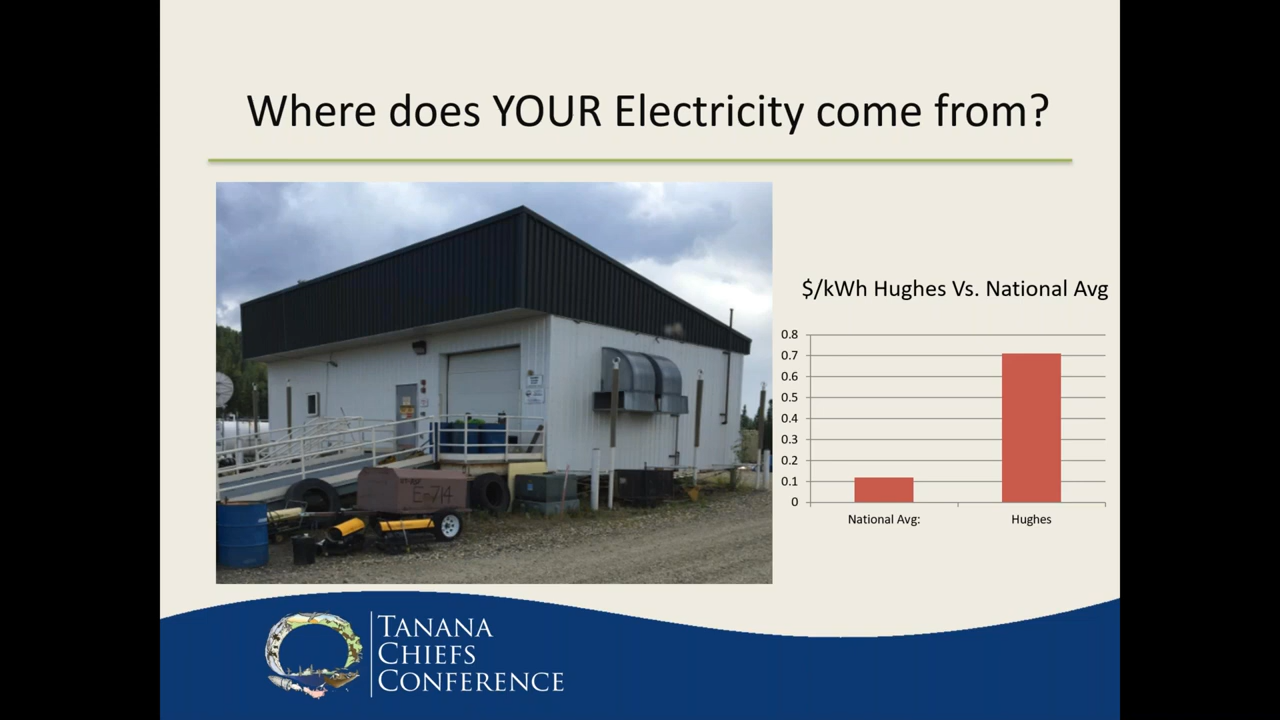 Where does YOUR Electricity come from?
E-714
$/kWh Hughes Vs. National Avg
0.8
0.7
0.6
0.5
0.4
0.3
0.2
0.1
0
National Avg:
Hughes
TANANA
CHIEFS
CONFERENCE